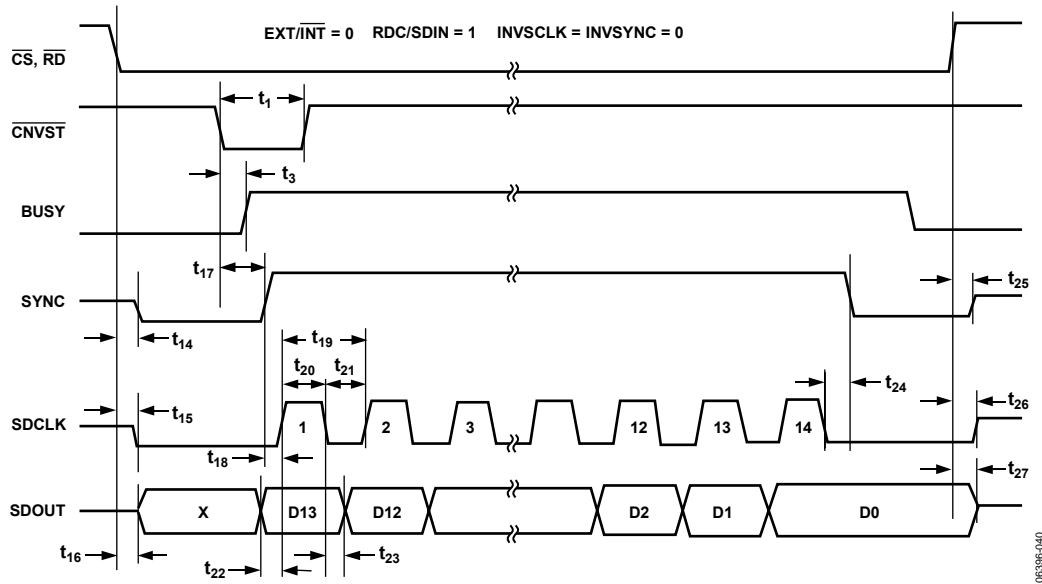 EXT/INT = 0 RDC/SDIN = 1 INVSCLK = INVSYNC = 0
CS, RD
t1
CNVST
t3
BUSY
t17
SYNC
t25
t14
t19
t20 t21
t24
t15
t26
SDCLK
1 2 3 12 13 14
t18
t27
SDOUT
X D13 D12 D2 D1 D0
t16
t22
t23
06396-040